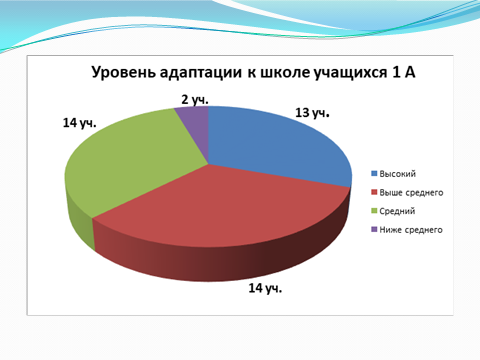 Уровень адаптации к школе учащихся 1 А
2 уч.
13 уч.
14 уч.
14 уч.
Высокий
Выше среднего
Средний
Ниже среднего